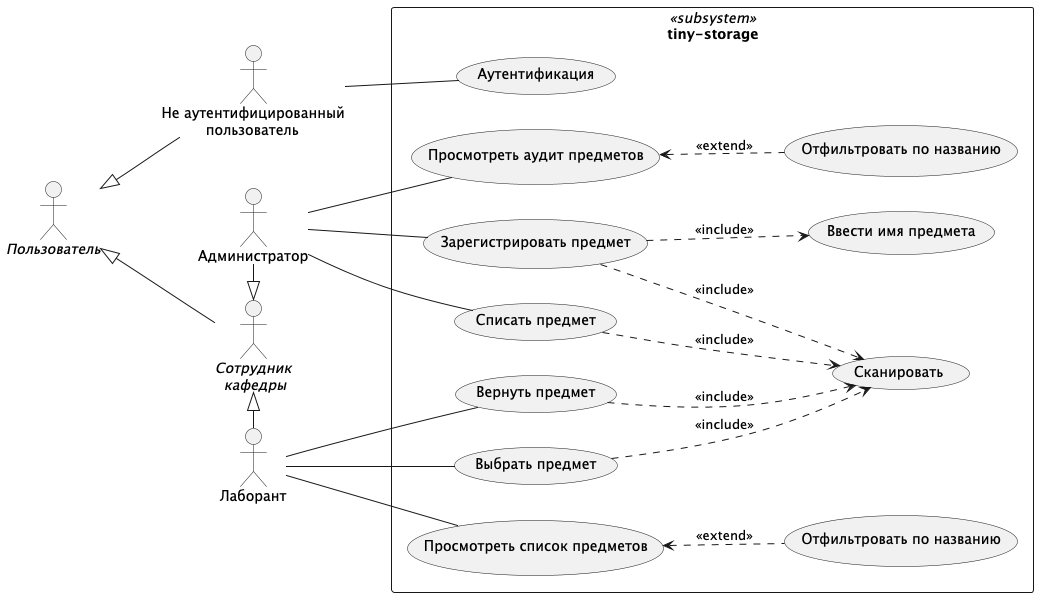 «subsystem»
tiny-storage
Аутентификация
Не аутентифицированный
пользователь
Просмотреть аудит предметов
«extend»
Отфильтровать по названию
Пользователь
Администратор
Зарегистрировать предмет
«include»
Ввести имя предмета
«include»
Списать предмет
«include»
Сканировать
Сотрудник
кафедры
Вернуть предмет
«include»
«include»
Выбрать предмет
Лаборант
Просмотреть список предметов
«extend»
Отфильтровать по названию